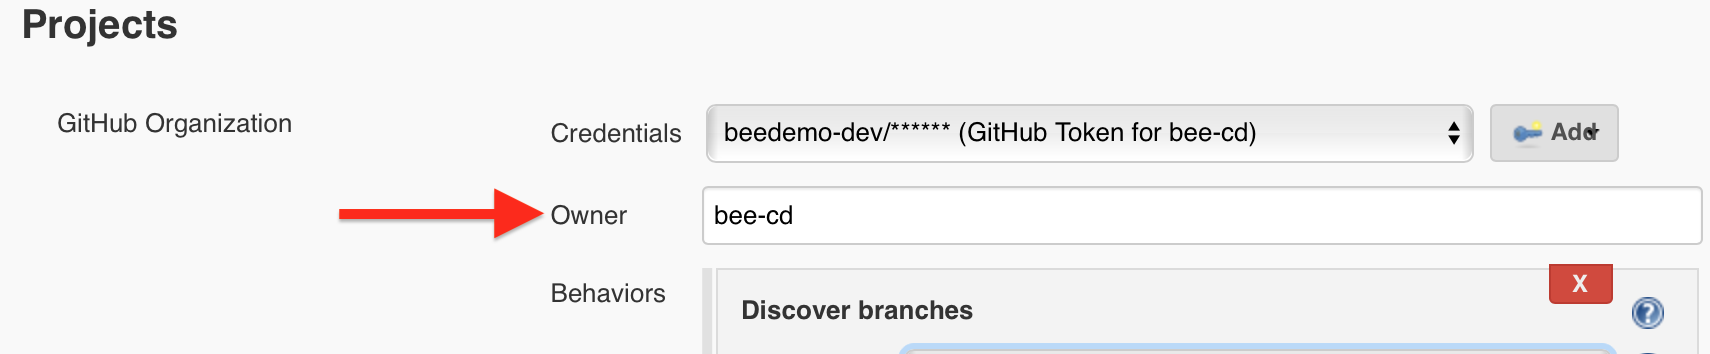 Projects
GitHub Organization
Credentials
beedemo-dev/****** (GitHub Token for bee-cd)
Add
Owner
bee-cd
Behaviors
X
Discover branches
?